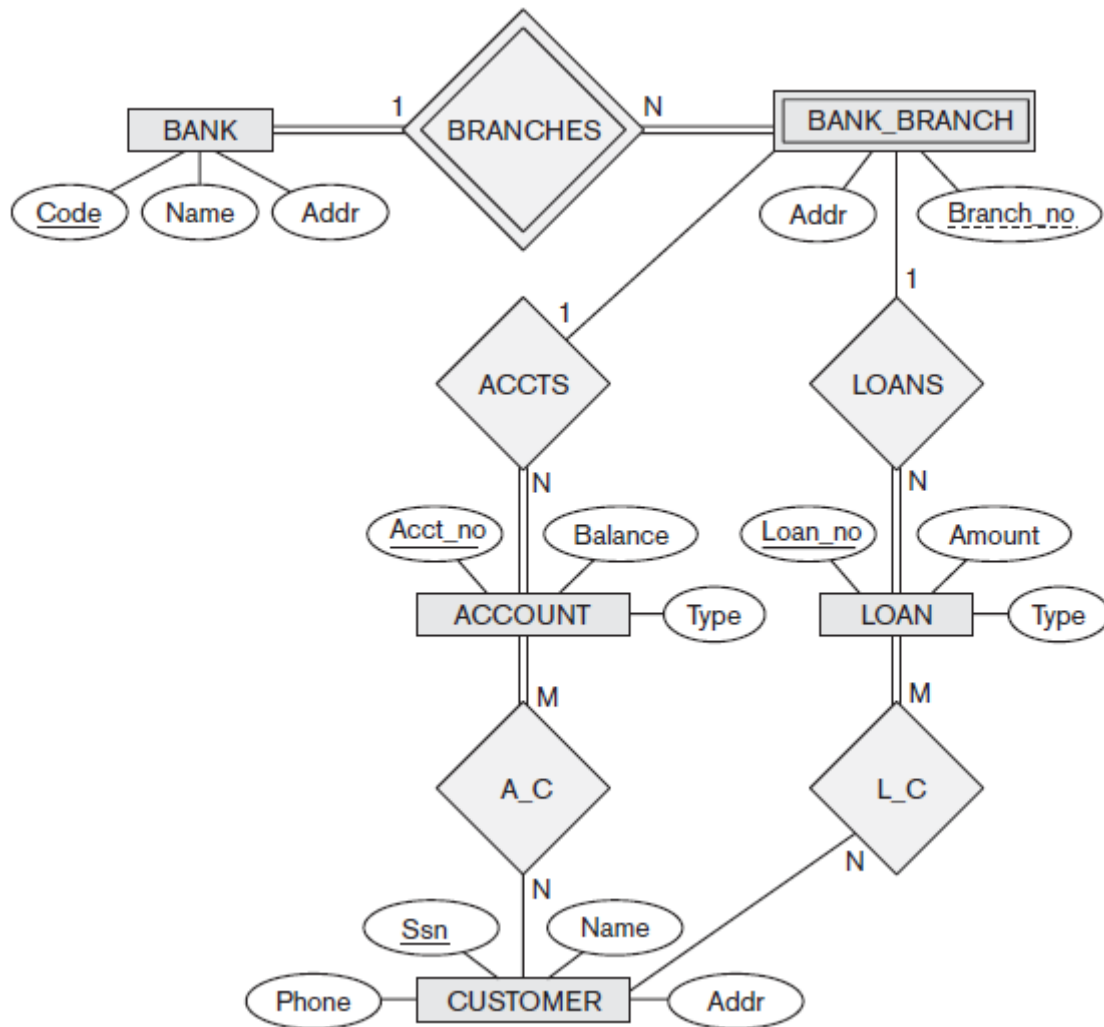 1
N
BANK
BRANCHES
BANK_BRANCH
Code
Name
Addr
Addr
Branch_no
1
1
ACCTS
LOANS
N
N
Acct_no
Balance
Loan_no
Amount
ACCOUNT
Type
LOAN
Type
M
M
A_C
L_C
N
N
Ssn
Name
Phone
CUSTOMER
Addr